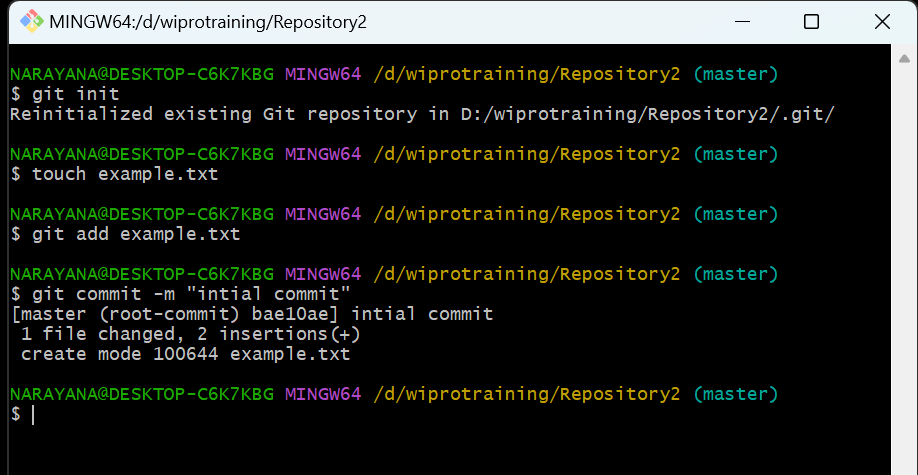 MINGW64:/d/wiprotraining/Repository2
NARAYANA@DESKTOP-C6K7KBG MINGW64 /d/wiprotraining/Repository2 (master)
$ git init
Reinitialized existing Git repository in D:/wiprotraining/Repository2/.git/
NARAYANA@DESKTOP-C6K7KBG MINGW64 /d/wiprotraining/Repository2 (master)
$ touch example.txt
NARAYANA@DESKTOP-C6K7KBG MINGW64 /d/wiprotraining/Repository2 (master)
$ git add example.txt
NARAYANA@DESKTOP-C6K7KBG MINGW64 /d/wiprotraining/Repository2 (master)
$ git commit -m "intial commit"
[master (root-commit) bae10ae] intial commit
 1 file changed, 2 insertions(+)
 create mode 100644 example.txt
NARAYANA@DESKTOP-C6K7KBG MINGW64 /d/wiprotraining/Repository2 (master)
$